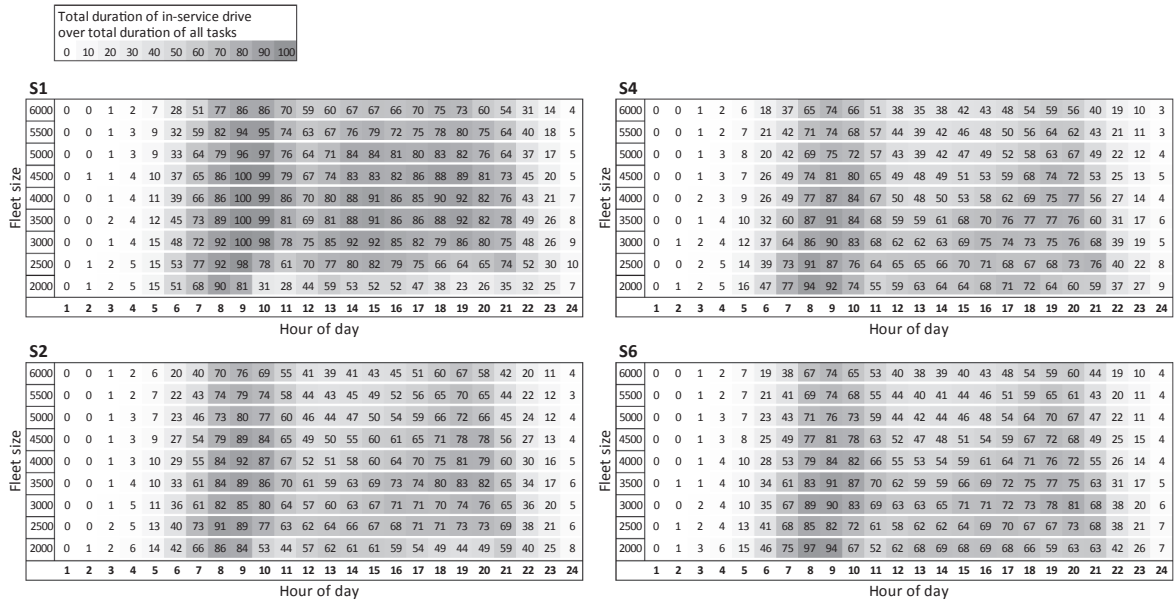 Total duration of in-service drive
over total duration of all tasks
0 10 20 30 40 50 60 70 80 90 100
S1
6000 0 0 1 2 7 28 51 77 86 86 70 59 60 67 67 66 70 75 73 60 54 31 14 4
5500 0 0 1 3 9 32 59 82 94 95 74 63 67 76 79 72 75 78 80 75 64 40 18 5
5000 0 0 1 3 9 33 64 79 96 97 76 64 71 84 84 81 80 83 82 76 64 37 17 5
4500 0 1 1 4 10 37 65 86 100 99 79 67 74 83 83 82 86 88 89 81 73 45 20 5
4000 0 0 1 4 11 39 66 86 100 99 86 70 80 88 91 86 88 90 92 82 76 43 21 7
3500 0 0 2 4 12 45 73 89 100 99 81 69 81 88 91 86 86 88 92 82 78 49 26 8
3000 0 0 1 4 15 48 72 92 100 98 78 75 85 92 92 85 82 79 86 80 75 48 26 9
2500 0 1 2 5 15 53 77 92 98 78 61 70 77 80 82 79 75 66 64 65 74 52 30 10
2000 0 1 2 5 15 51 68 90 81 31 28 44 59 53 52 52 47 38 23 26 35 32 25 7
1 2 3 4 5 6 7 8 9 10 11 12 13 14 15 16 17 18 19 20 21 22 23 24
Fleet size
Hour of day
S4
6000 0 0 1 2 6 18 37 65 74 66 51 38 35 38 42 43 48 54 59 56 40 19 10 3
5500 0 0 1 2 7 21 42 71 74 68 57 44 39 42 46 48 50 56 64 62 43 21 11 3
5000 0 0 1 3 8 20 42 69 75 72 57 43 39 42 47 49 52 58 63 67 49 22 12 4
4500 0 0 1 3 7 26 49 74 81 80 65 49 48 49 51 53 59 68 74 72 53 25 13 5
4000 0 0 2 3 9 26 49 77 87 84 67 50 48 50 53 58 62 69 75 77 56 27 14 4
3500 0 0 1 4 10 32 60 87 91 84 68 59 59 61 68 70 76 77 77 76 60 31 17 6
3000 0 1 2 4 12 37 64 86 90 83 68 62 62 63 69 75 74 73 75 76 68 39 19 5
2500 0 0 2 5 14 39 73 91 87 76 64 65 65 66 70 71 68 67 68 73 76 40 22 8
2000 0 1 2 5 16 47 77 94 92 74 55 59 63 64 64 68 71 72 64 60 59 37 27 9
1 2 3 4 5 6 7 8 9 10 11 12 13 14 15 16 17 18 19 20 21 22 23 24
Fleet size
Hour of day
S2
6000 0 0 1 2 6 20 40 70 76 69 55 41 39 41 43 45 51 60 67 58 42 20 11 4
5500 0 0 1 2 7 22 43 74 79 74 58 44 43 45 49 52 56 65 70 65 44 22 12 3
5000 0 0 1 3 7 23 46 73 80 77 60 46 44 47 50 54 59 66 72 66 45 24 12 4
4500 0 0 1 3 9 27 54 79 89 84 65 49 50 55 60 61 65 71 78 78 56 27 13 4
4000 0 0 1 3 10 29 55 84 92 87 67 52 51 58 60 64 70 75 81 79 60 30 16 5
3500 0 0 1 4 10 33 61 84 89 86 70 61 59 63 69 73 74 80 83 82 65 34 17 6
3000 0 0 1 5 11 36 61 82 85 80 64 57 60 63 67 71 71 70 74 76 65 36 20 5
2500 0 0 2 5 13 40 73 91 89 77 63 62 64 66 67 68 71 71 73 73 69 38 21 6
2000 0 1 2 6 14 42 66 86 84 53 44 57 62 61 61 59 54 49 44 49 59 40 25 8
1 2 3 4 5 6 7 8 9 10 11 12 13 14 15 16 17 18 19 20 21 22 23 24
Fleet size
Hour of day
S6
6000 0 0 1 2 7 19 38 67 74 65 53 40 38 39 40 43 48 54 59 60 44 19 10 4
5500 0 0 1 2 7 21 41 69 74 68 55 44 40 41 44 46 51 59 65 61 43 20 11 4
5000 0 0 1 3 7 23 43 71 76 73 59 44 42 44 46 48 54 64 70 67 47 22 11 4
4500 0 0 1 3 8 25 49 77 81 78 63 52 47 48 51 54 59 67 72 68 49 25 15 4
4000 0 0 1 4 10 28 53 79 84 82 66 55 53 54 59 61 64 71 76 72 55 26 14 4
3500 0 1 1 4 10 34 61 83 91 87 70 62 59 59 66 69 72 75 77 75 63 31 17 5
3000 0 0 2 4 10 35 67 89 90 83 69 63 63 65 71 71 72 73 78 81 68 38 20 6
2500 0 1 2 4 13 41 68 85 82 72 61 58 62 62 64 69 70 67 67 73 68 38 21 7
2000 0 1 3 6 15 46 75 97 94 67 52 62 68 69 68 69 68 66 59 63 63 42 26 7
1 2 3 4 5 6 7 8 9 10 11 12 13 14 15 16 17 18 19 20 21 22 23 24
Fleet size
Hour of day